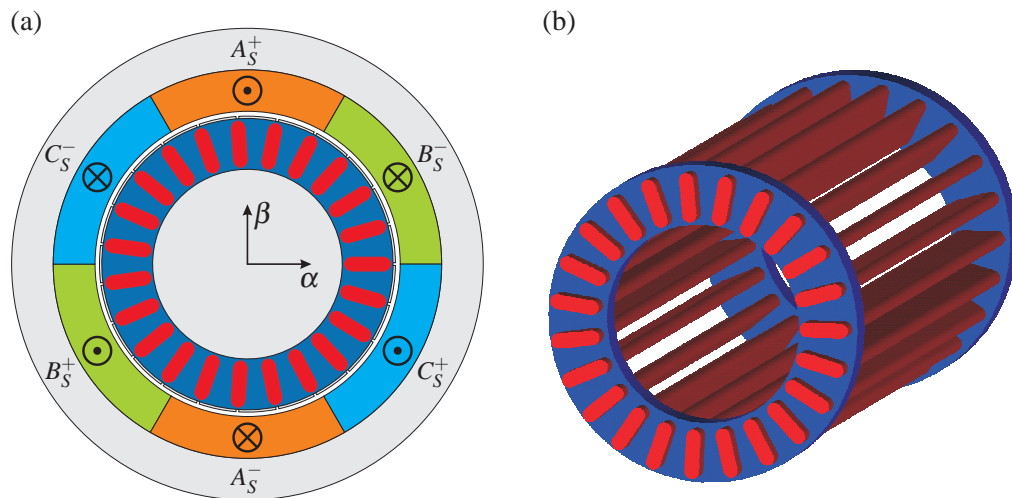 (a)
(b)
A_S^+
C_S^-
B_S^-
β
α
B_S^+
C_S^+
A_S^-